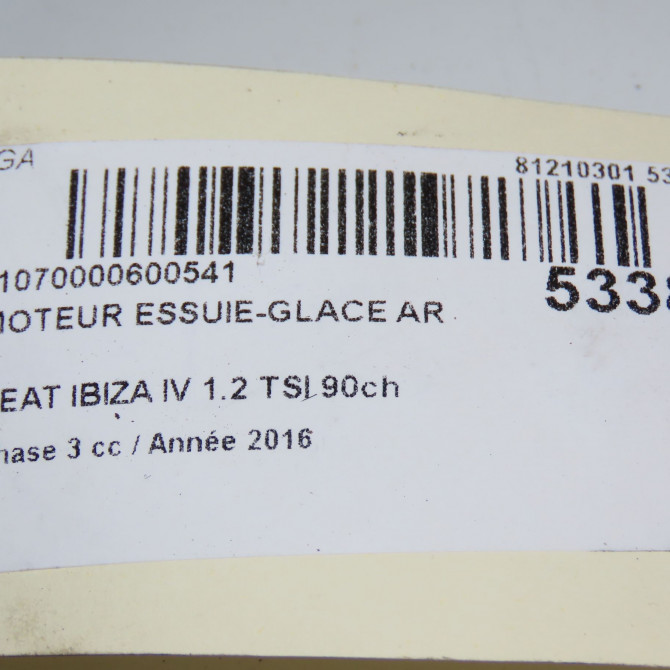 GA
81210301 53
1070000600541
5338
MOTEUR ESSUIE-GLACE AR
EAT IBIZA IV 1.2 TSI 90ch
hase 3 cc / Année 2016